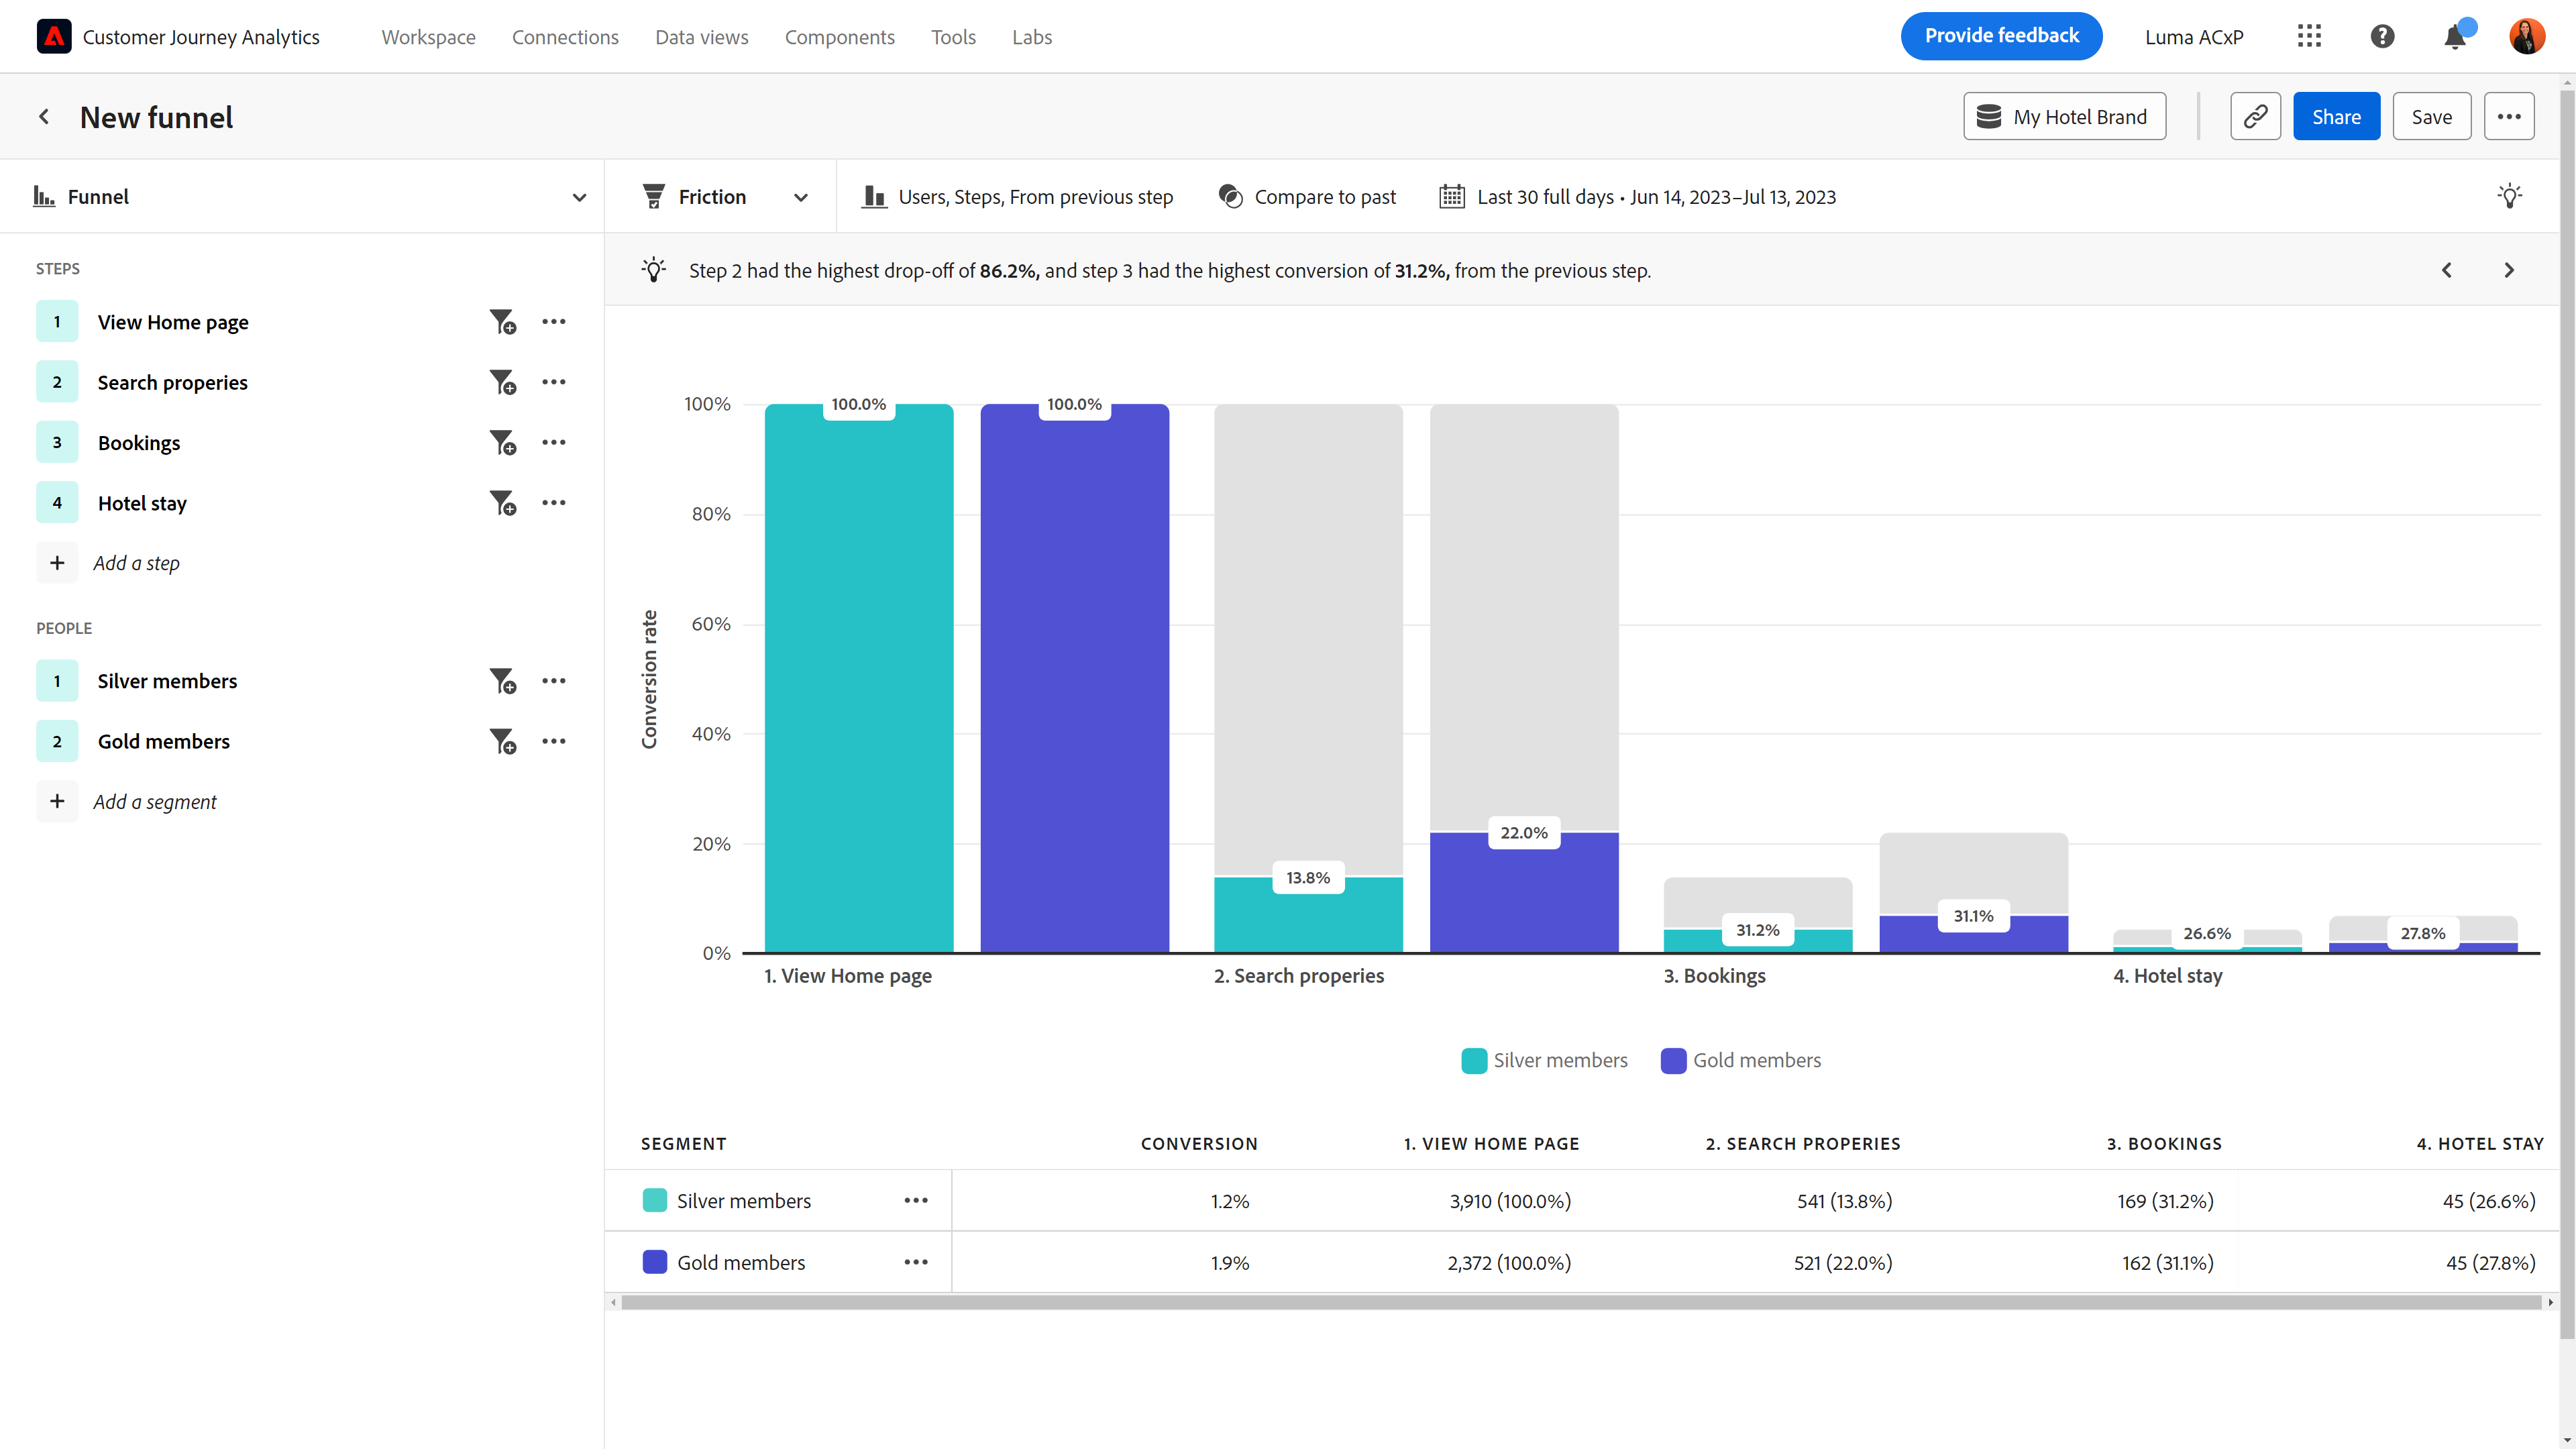 Customer Journey Analytics Workspace Connections Data views Components Tools Labs Provide feedback Luma ACxP
New funnel My Hotel Brand Share Save
Funnel Friction Users, Steps, From previous step Compare to past Last 30 full days • Jun 14, 2023–Jul 13, 2023
Step 2 had the highest drop-off of 86.2%, and step 3 had the highest conversion of 31.2%, from the previous step.
STEPS
1 View Home page
2 Search properies
3 Bookings
4 Hotel stay
+ Add a step
PEOPLE
1 Silver members
2 Gold members
+ Add a segment
Conversion rate
100%
80%
60%
40%
20%
0%
100.0% 100.0%
13.8% 22.0%
31.2% 31.1%
26.6% 27.8%
1. View Home page 2. Search properies 3. Bookings 4. Hotel stay
Silver members Gold members
SEGMENT CONVERSION 1. VIEW HOME PAGE 2. SEARCH PROPERIES 3. BOOKINGS 4. HOTEL STAY
Silver members 1.2% 3,910 (100.0%) 541 (13.8%) 169 (31.2%) 45 (26.6%)
Gold members 1.9% 2,372 (100.0%) 521 (22.0%) 162 (31.1%) 45 (27.8%)